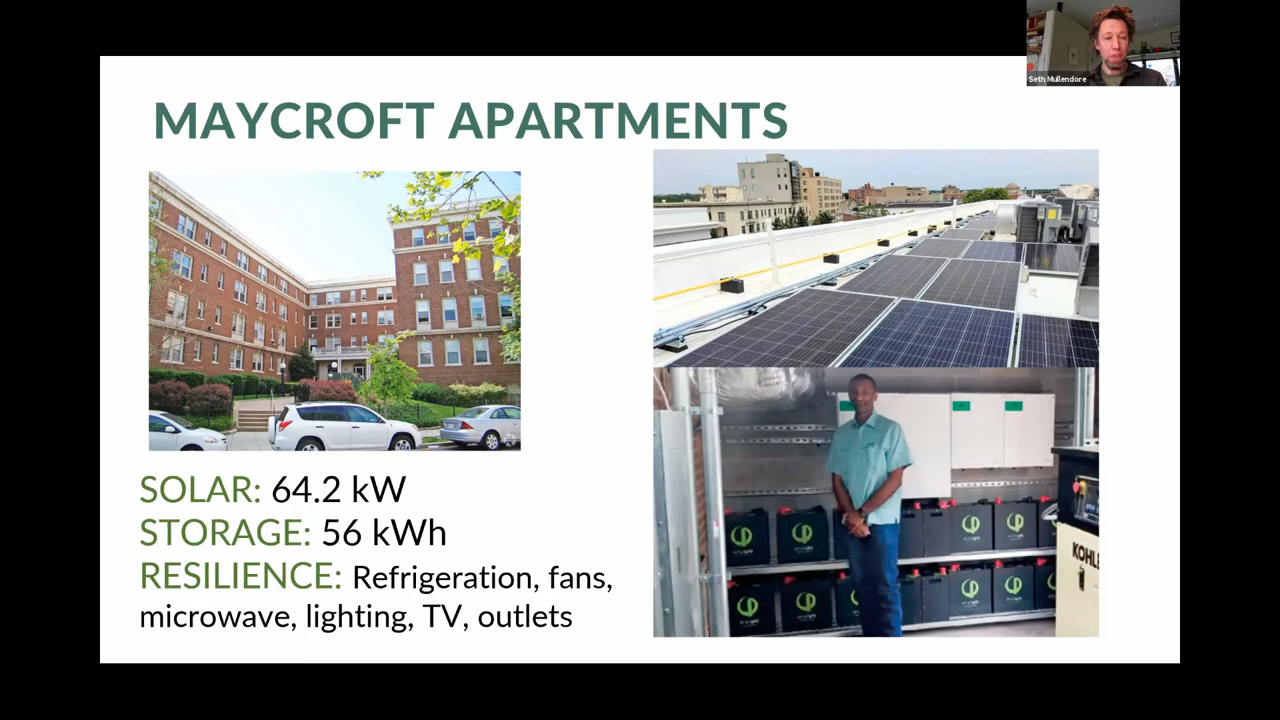 Seth Mullendore
MAYCROFT APARTMENTS
SOLAR: 64.2 kW
STORAGE: 56 kWh
RESILIENCE: Refrigeration, fans,
microwave, lighting, TV, outlets